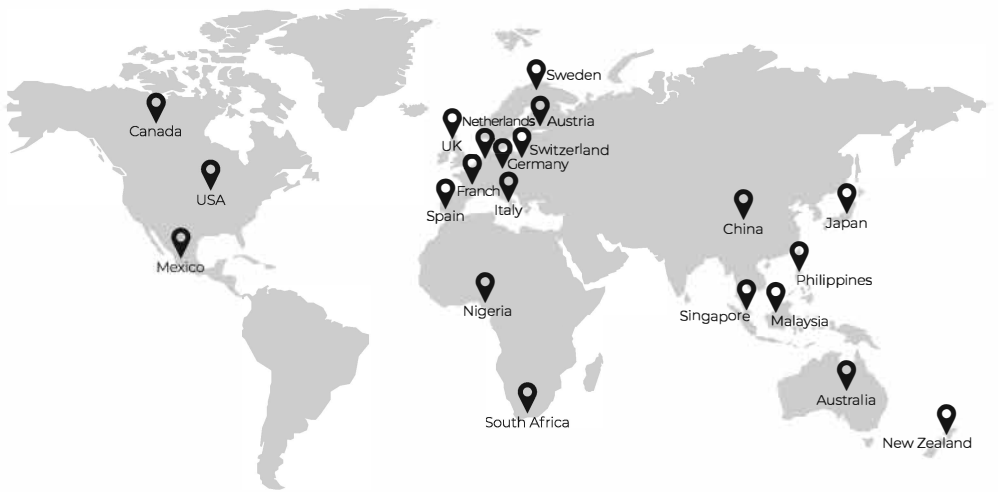 Sweden
Canada
Netherlands
Austria
UK
Switzerland
Germany
USA
Franch
Italy
Spain
China
Japan
Mexico
Philippines
Nigeria
Singapore
Malaysia
Australia
South Africa
New Zealand